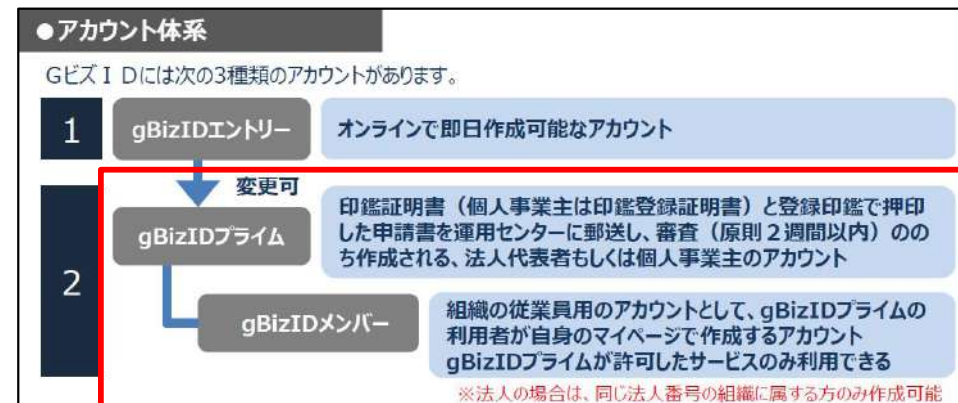 ●アカウント体系
GビズＩＤには次の3種類のアカウントがあります。
1
gBizIDエントリー
オンラインで即日作成可能なアカウント
変更可
2
gBizIDプライム
印鑑証明書（個人事業主は印鑑登録証明書）と登録印鑑で押印
した申請書を運用センターに郵送し、審査（原則２週間以内）のの
ち作成される、法人代表者もしくは個人事業主のアカウント
gBizIDメンバー
組織の従業員用のアカウントとして、gBizIDプライムの
利用者が自身のマイページで作成するアカウント
gBizIDプライムが許可したサービスのみ利用できる
※法人の場合は、同じ法人番号の組織に属する方のみ作成可能